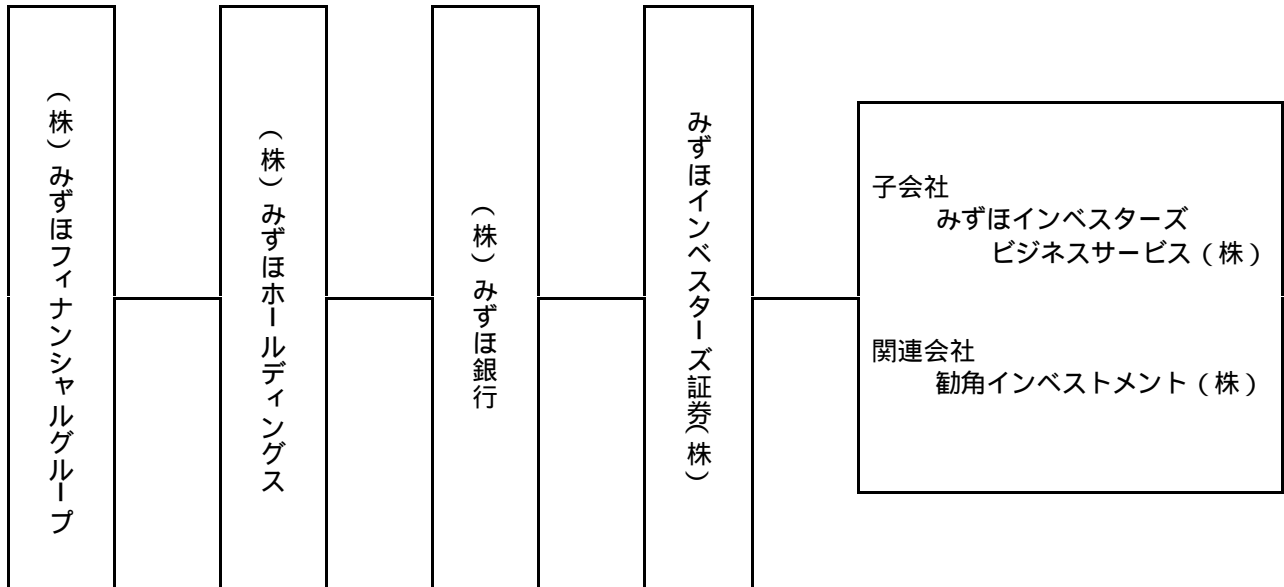 （株）みずほフィナンシャルグループ
（株）みずほホールディングス
（株）みずほ銀行
みずほインベスターズ証券（株）
子会社
みずほインベスターズ
ビジネスサービス（株）
関連会社
勧角インベストメント（株）